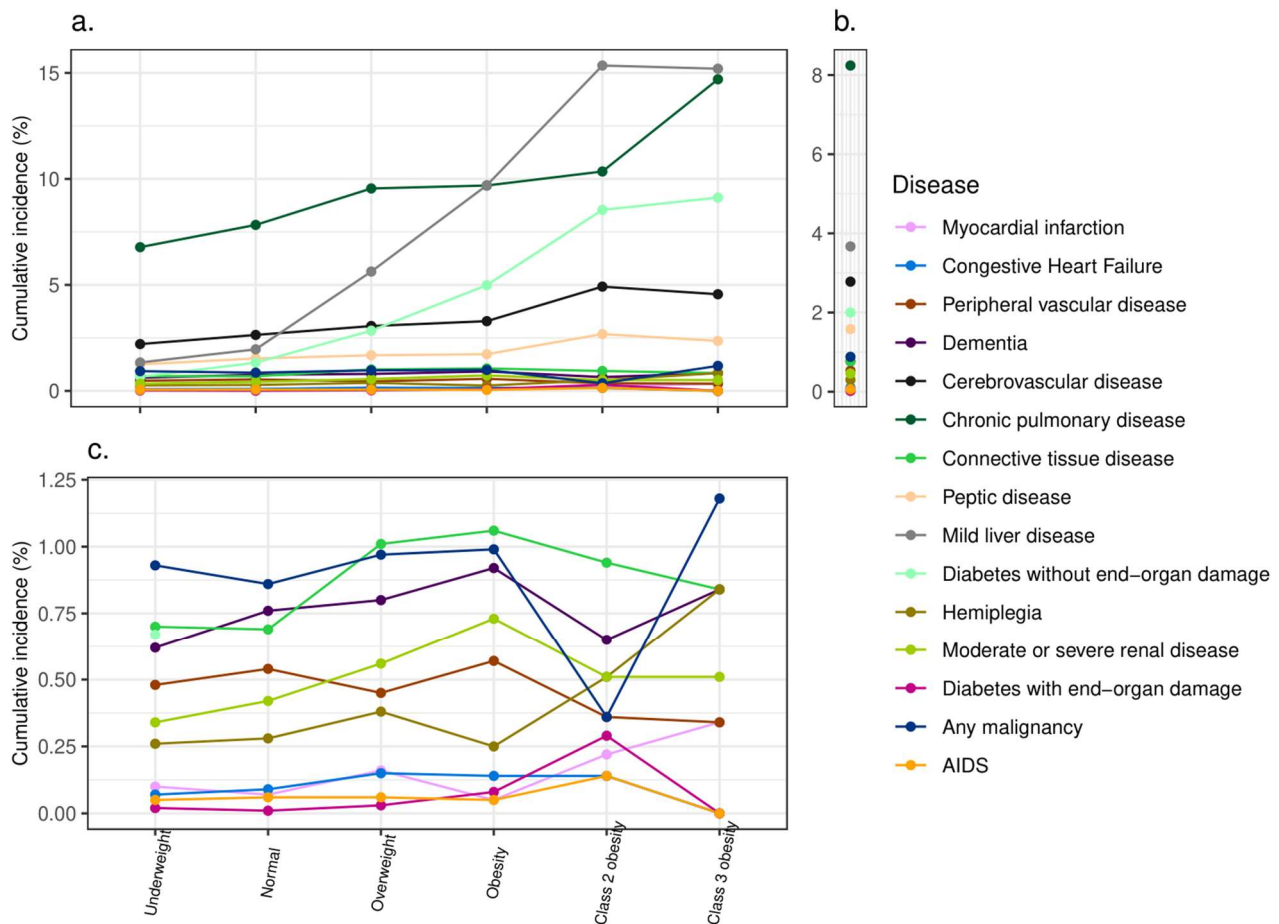 a.
b.
15
10
5
0
Cumulative incidence (%)
8
6
4
2
0
c.
1.25
1.00
0.75
0.50
0.25
0.00
Cumulative incidence (%)
Underweight
Normal
Overweight
Obesity
Class 2 obesity
Class 3 obesity
Disease
Myocardial infarction
Congestive Heart Failure
Peripheral vascular disease
Dementia
Cerebrovascular disease
Chronic pulmonary disease
Connective tissue disease
Peptic disease
Mild liver disease
Diabetes without end−organ damage
Hemiplegia
Moderate or severe renal disease
Diabetes with end−organ damage
Any malignancy
AIDS